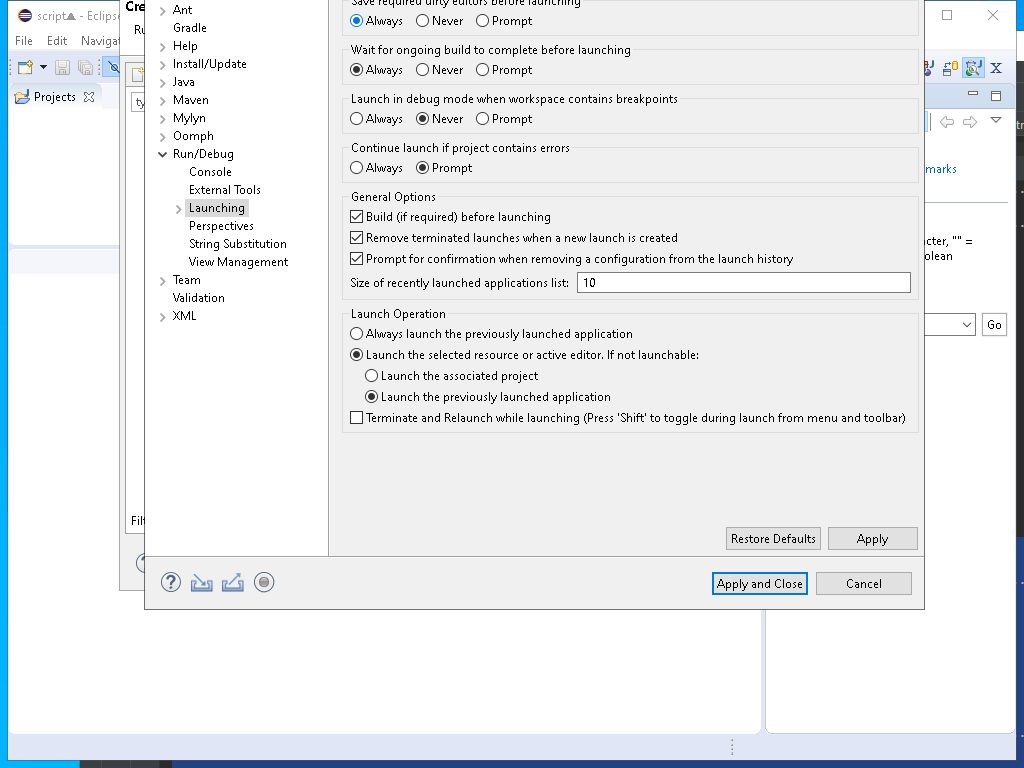 script▲ - Eclipse
File Edit Navigat
Projects
Cre
Ru
ty
Filt
Ant
Gradle
Help
Install/Update
Java
Maven
Mylyn
Oomph
Run/Debug
Console
External Tools
Launching
Perspectives
String Substitution
View Management
Team
Validation
XML
Save required dirty editors before launching
Always Never Prompt
Wait for ongoing build to complete before launching
Always Never Prompt
Launch in debug mode when workspace contains breakpoints
Always Never Prompt
Continue launch if project contains errors
Always Prompt
General Options
Build (if required) before launching
Remove terminated launches when a new launch is created
Prompt for confirmation when removing a configuration from the launch history
Size of recently launched applications list: 10
Launch Operation
Always launch the previously launched application
Launch the selected resource or active editor. If not launchable:
Launch the associated project
Launch the previously launched application
Terminate and Relaunch while launching (Press 'Shift' to toggle during launch from menu and toolbar)
Restore Defaults Apply
Apply and Close Cancel
marks
cter, "" =
olean
Go